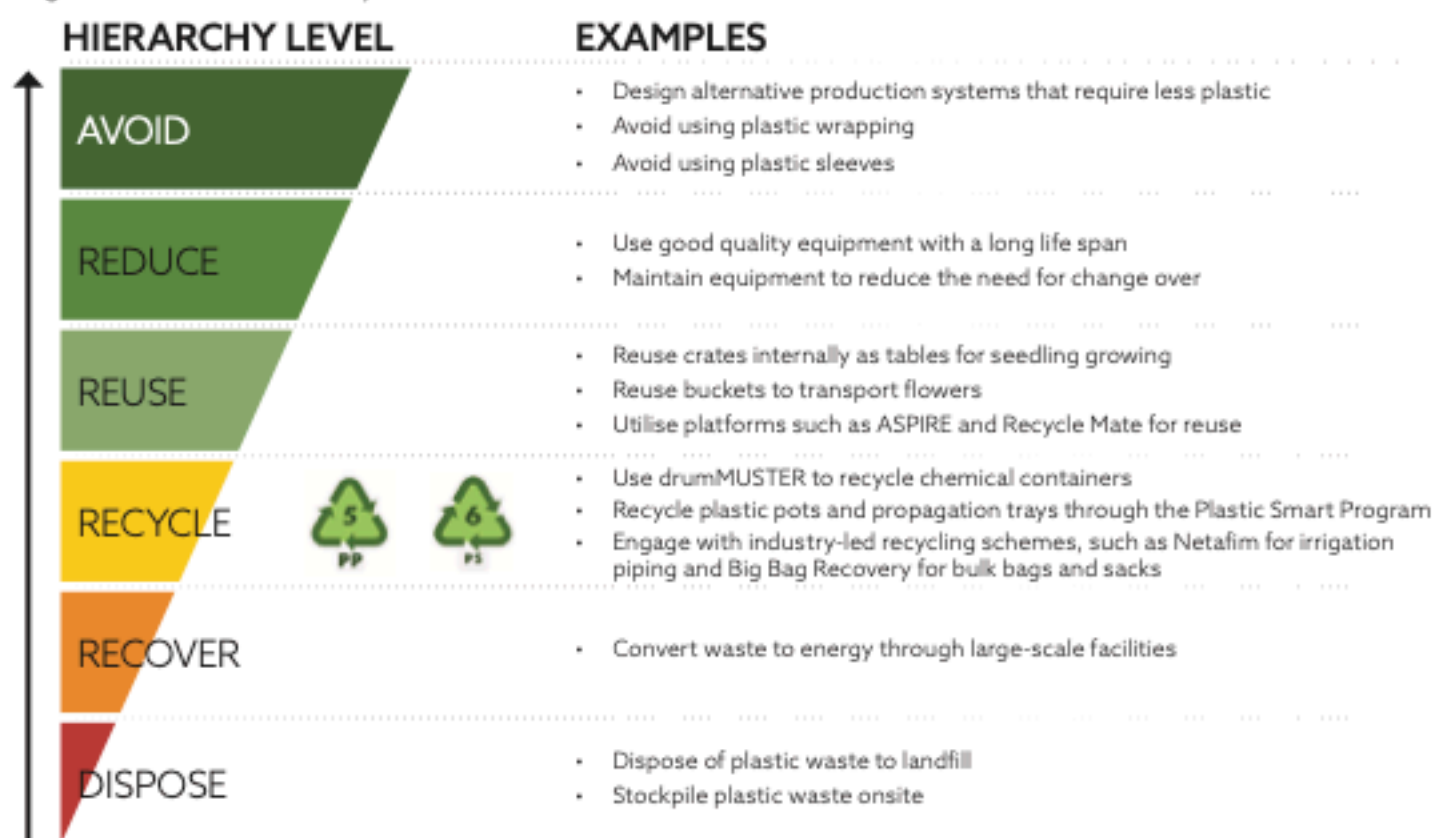 HIERARCHY LEVEL EXAMPLES
AVOID
• Design alternative production systems that require less plastic
• Avoid using plastic wrapping
• Avoid using plastic sleeves
REDUCE
• Use good quality equipment with a long life span
• Maintain equipment to reduce the need for change over
REUSE
• Reuse crates internally as tables for seedling growing
• Reuse buckets to transport flowers
• Utilise platforms such as ASPIRE and Recycle Mate for reuse
RECYCLE
5
PP
6
PS
• Use drumMUSTER to recycle chemical containers
• Recycle plastic pots and propagation trays through the Plastic Smart Program
• Engage with industry-led recycling schemes, such as Netafim for irrigation
piping and Big Bag Recovery for bulk bags and sacks
RECOVER
• Convert waste to energy through large-scale facilities
DISPOSE
• Dispose of plastic waste to landfill
• Stockpile plastic waste onsite